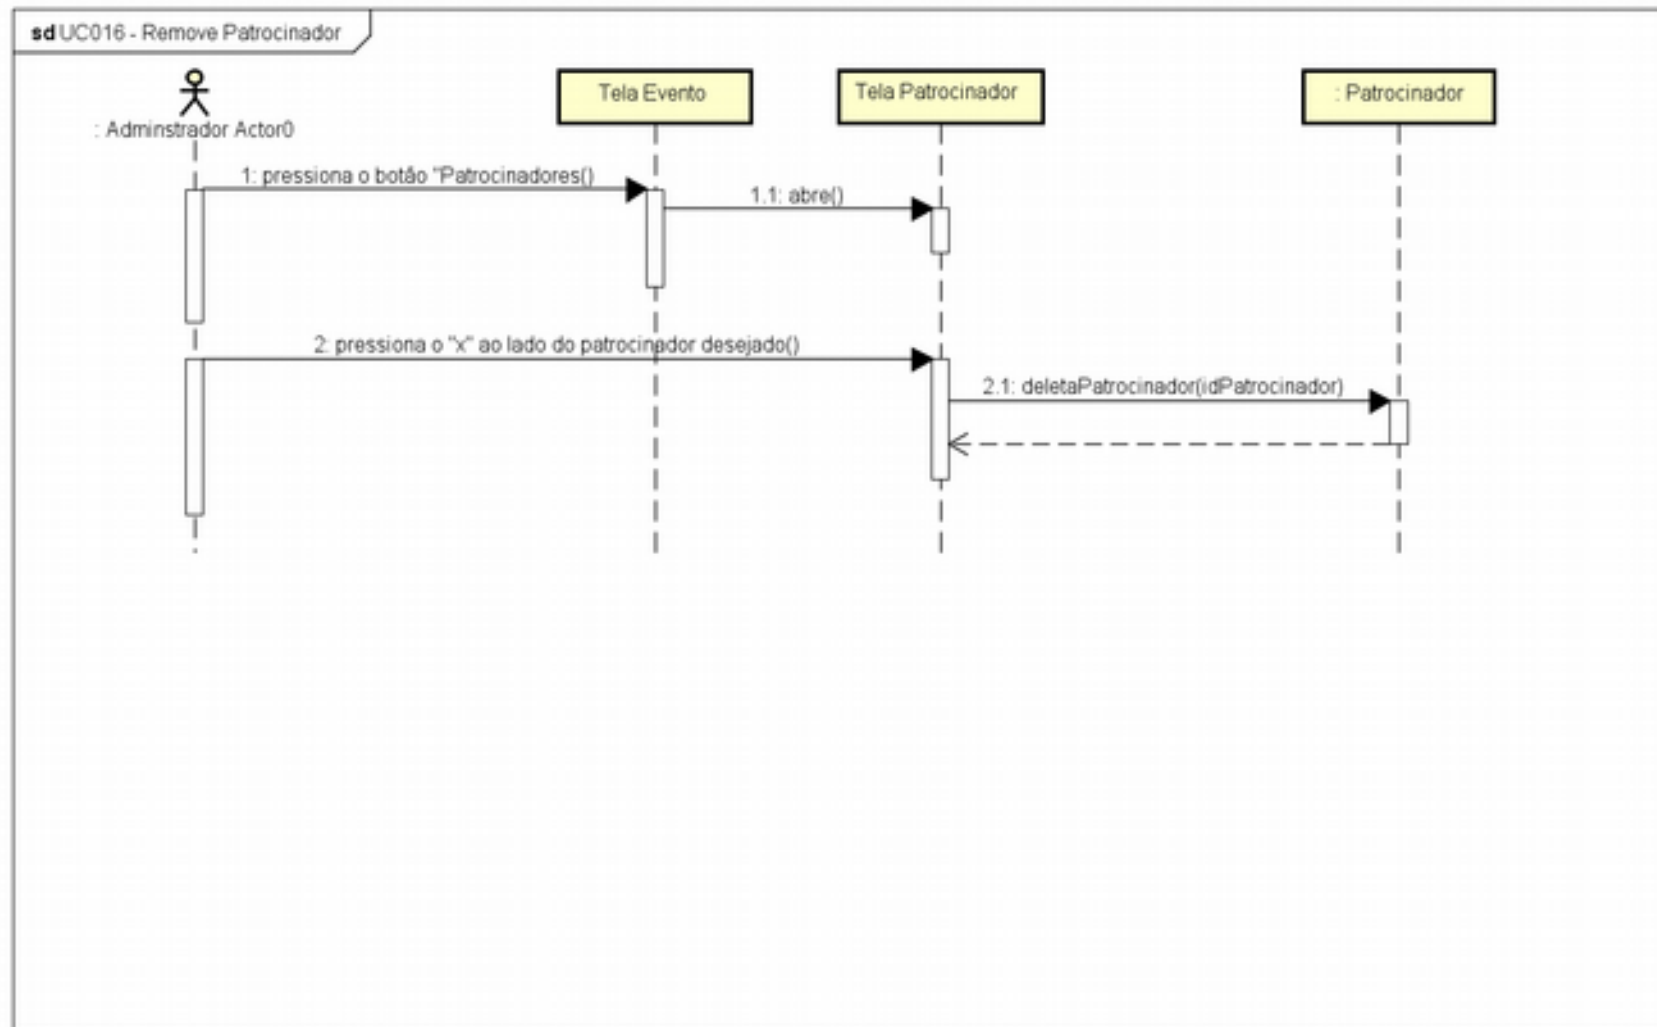 sd UC016 - Remove Patrocinador
: Adminstrador Actor0
Tela Evento
Tela Patrocinador
: Patrocinador
1: pressiona o botão "Patrocinadores()
1.1: abre()
2: pressiona o "x" ao lado do patrocinador desejado()
2.1: deletaPatrocinador(idPatrocinador)